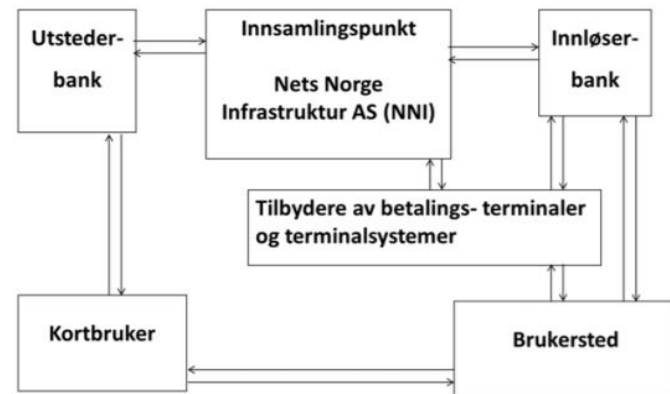 Utsteder-
bank
Innsamlingspunkt
Nets Norge
Infrastruktur AS (NNI)
Innløser-
bank
Tilbydere av betalings- terminaler
og terminalsystemer
Kortbruker
Brukersted